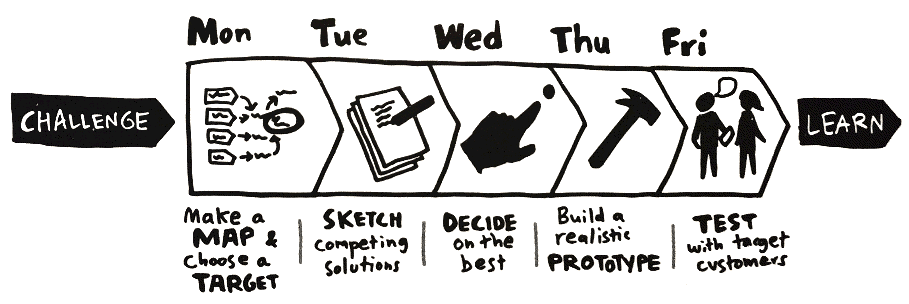 Mon Tue Wed Thu Fri
CHALLENGE
LEARN
Make a
MAP &
choose a
TARGET
SKETCH
competing
solutions
DECIDE
on the
best
Build a
realistic
PROTOTYPE
TEST
with target
customers